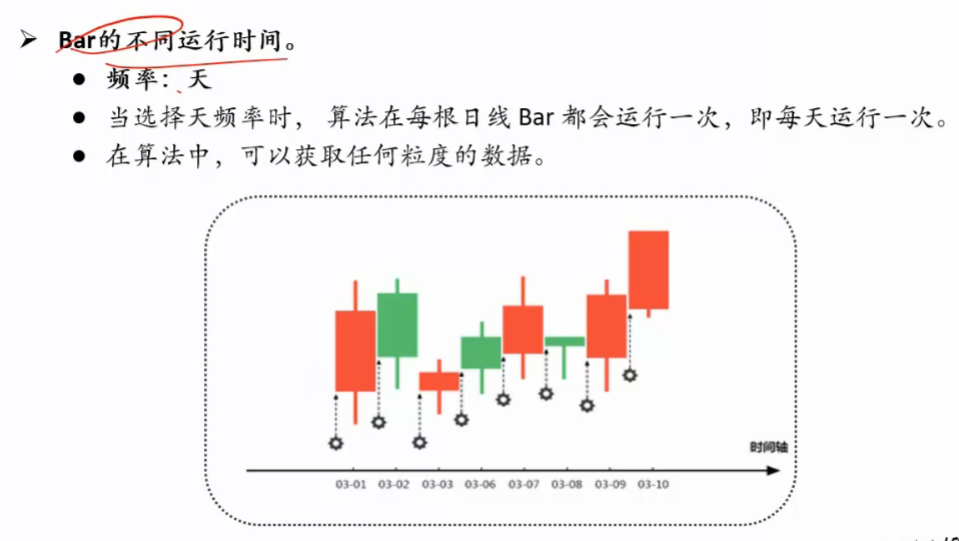 Bar的不同运行时间。
频率：天
当选择天频率时， 算法在每根日线 Bar 都会运行一次，即每天运行一次。
在算法中，可以获取任何粒度的数据。
时间轴
03-01 03-02 03-03 03-06 03-07 03-08 03-09 03-10